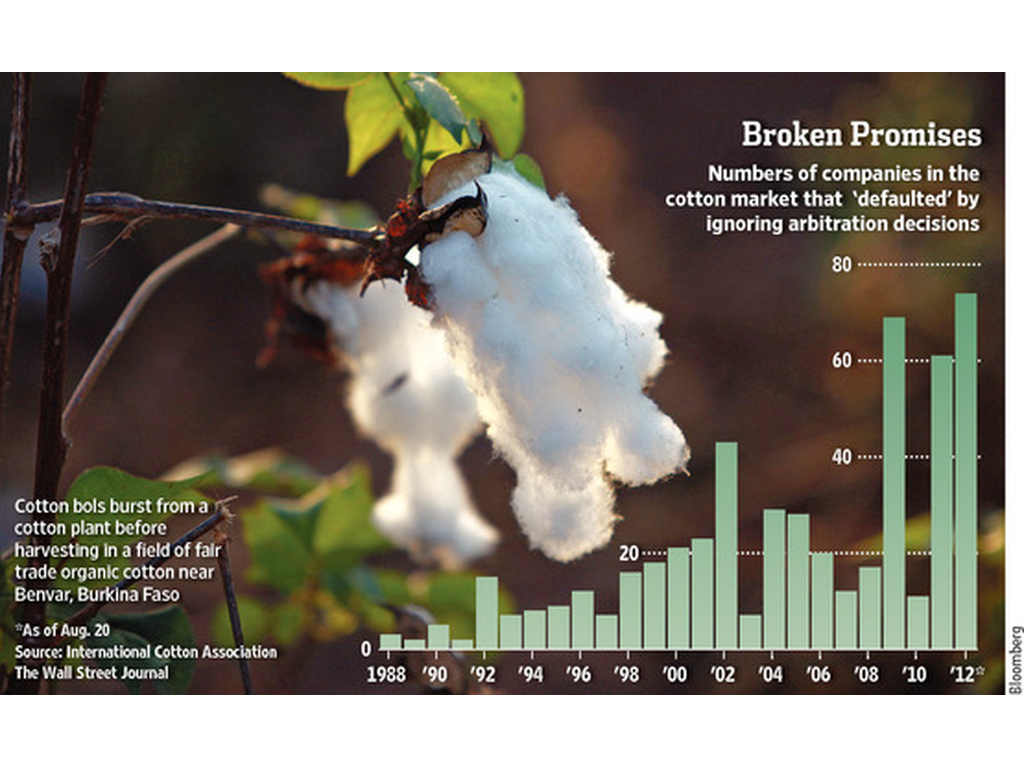 Broken Promises
Numbers of companies in the
cotton market that ‘defaulted’ by
ignoring arbitration decisions
80
60
40
20
0
1988 ’90 ’92 ’94 ’96 ’98 ’00 ’02 ’04 ’06 ’08 ’10 ’12*
Cotton bols burst from a
cotton plant before
harvesting in a field of fair
trade organic cotton near
Benvar, Burkina Faso
*As of Aug. 20
Source: International Cotton Association
The Wall Street Journal
Bloomberg